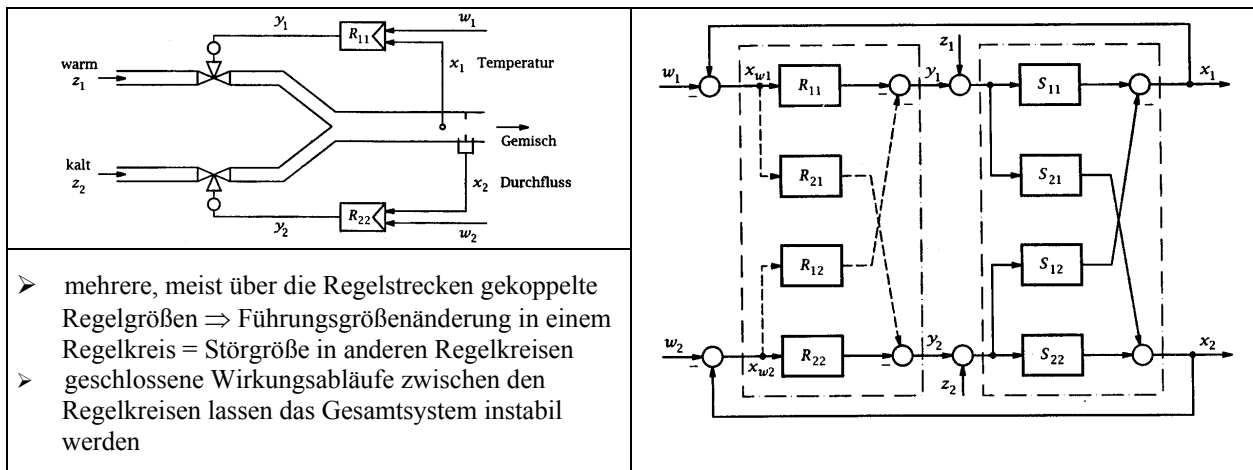 y1
R11
w1
x1 Temperatur
warm
z1
Gemisch
kalt
z2
x2 Durchfluss
y2
R22
w2
➢ mehrere, meist über die Regelstrecken gekoppelte
Regelgrößen ⇒ Führungsgrößenänderung in einem
Regelkreis = Störgröße in anderen Regelkreisen
➢ geschlossene Wirkungsabläufe zwischen den
Regelkreisen lassen das Gesamtsystem instabil
werden
z1
w1
xw1
R11
y1
S11
x1
R21
S21
R12
S12
w2
xw2
R22
y2
z2
S22
x2